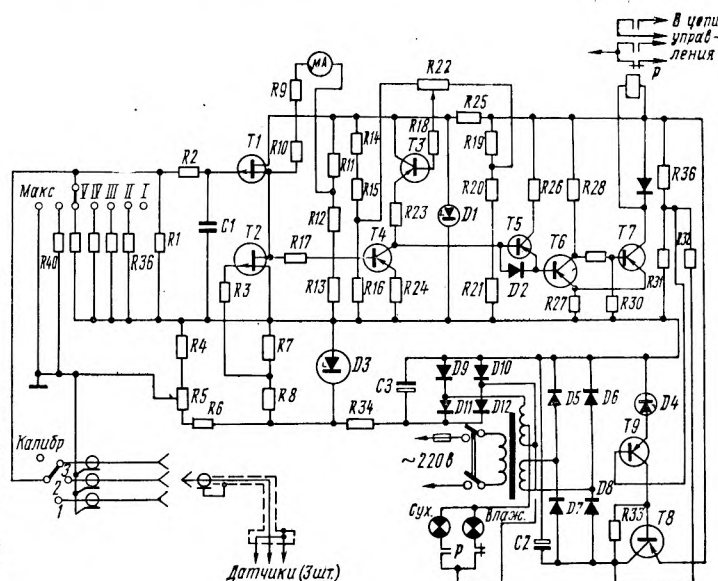 В цепи
управ-
ления
Р
МА
R9
R22
R25
R10
T1
R2
R18
T3
R14
R19
R11
R36
Макс V IV III II I
R15
R20
R26
R28
R12
R23
D1
T5
T7
R1
C1
T2
R17
T4
T6
R32
R40
R36
R3
R13
R16
R24
R21
D2
R27
R30
R31
R4
R7
D3
D9
D10
C3
D5
D6
D4
R5
R8
D11
D12
T9
R6
R34
Калибр
~220 в
3
2
1
D7
D8
T8
Сух.
Влаж.
R33
Р
C2
Датчики (3шт.)